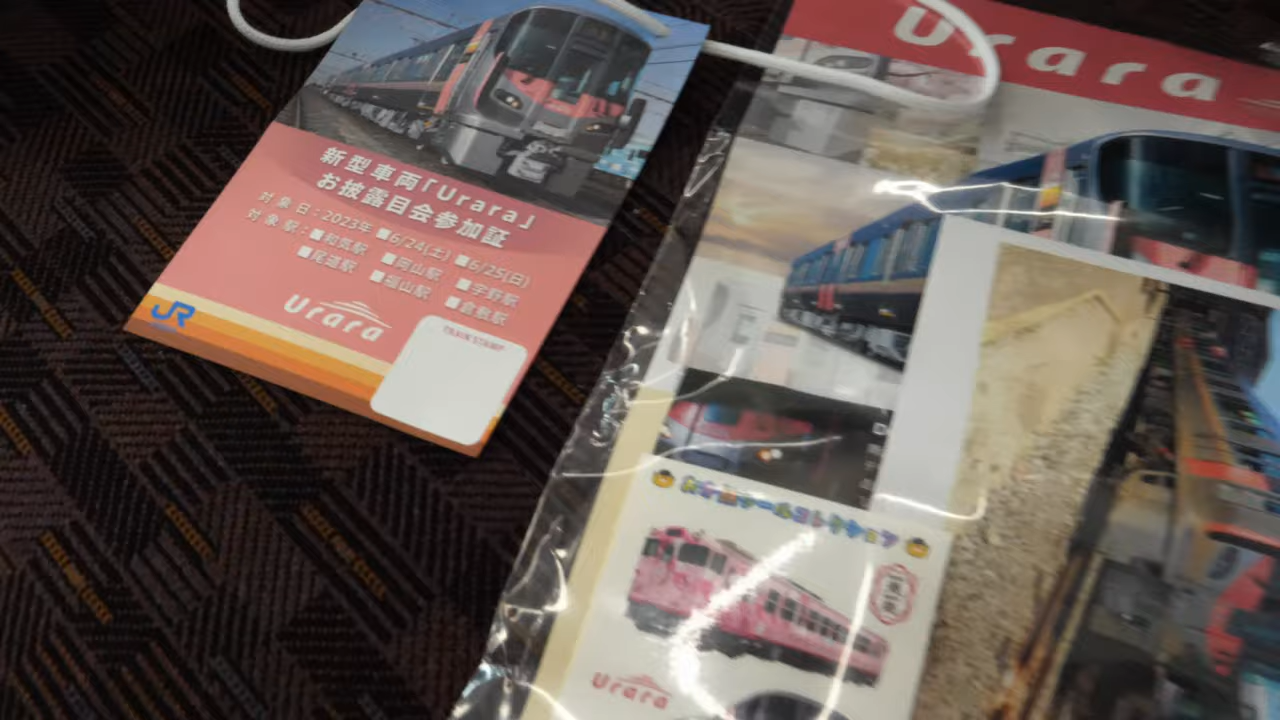 新型車両「Urara」
お披露目会参加証
対象日:2023年 ■6/24(土) ■6/25(日)
対象駅:■和気駅 ■岡山駅 ■宇野駅
■尾道駅 ■福山駅 ■倉敷駅
JR
Urara
TRAIN STAMP
Urara
Urara